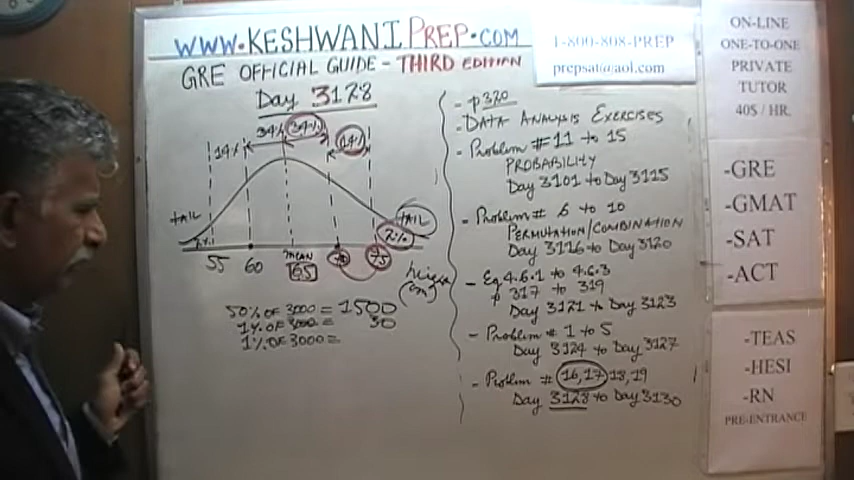 WWW.KESHWANIPREP.COM
GRE OFFICIAL GUIDE - THIRD EDITION
Day 3128
34% 34%
14% 14%
TAIL TAIL
2% 2%
55 60 MEAN 65 70 75
50% OF 3000 = 1500
1% OF 3000 = 30
1% OF 3000 =
- p 320
- DATA ANALYSIS EXERCISES
- Problem #11 to 15
PROBABILITY
Day 3101 to Day 3115
- Problem # 6 to 10
PERMUTATION/COMBINATION
Day 3116 to Day 3120
- Eg 4.6.1 to 4.6.3
p 317 to 319
Day 3121 to Day 3123
- Problem # 1 to 5
Day 3124 to Day 3127
- Problem # 16, 17 18, 19
Day 3128 to Day 3130
1-800-808-PREP
prepsat@aol.com
ON-LINE
ONE-TO-ONE
PRIVATE
TUTOR
40$ / HR.
-GRE
-GMAT
-SAT
-ACT
-TEAS
-HESI
-RN
PRE-ENTRANCE